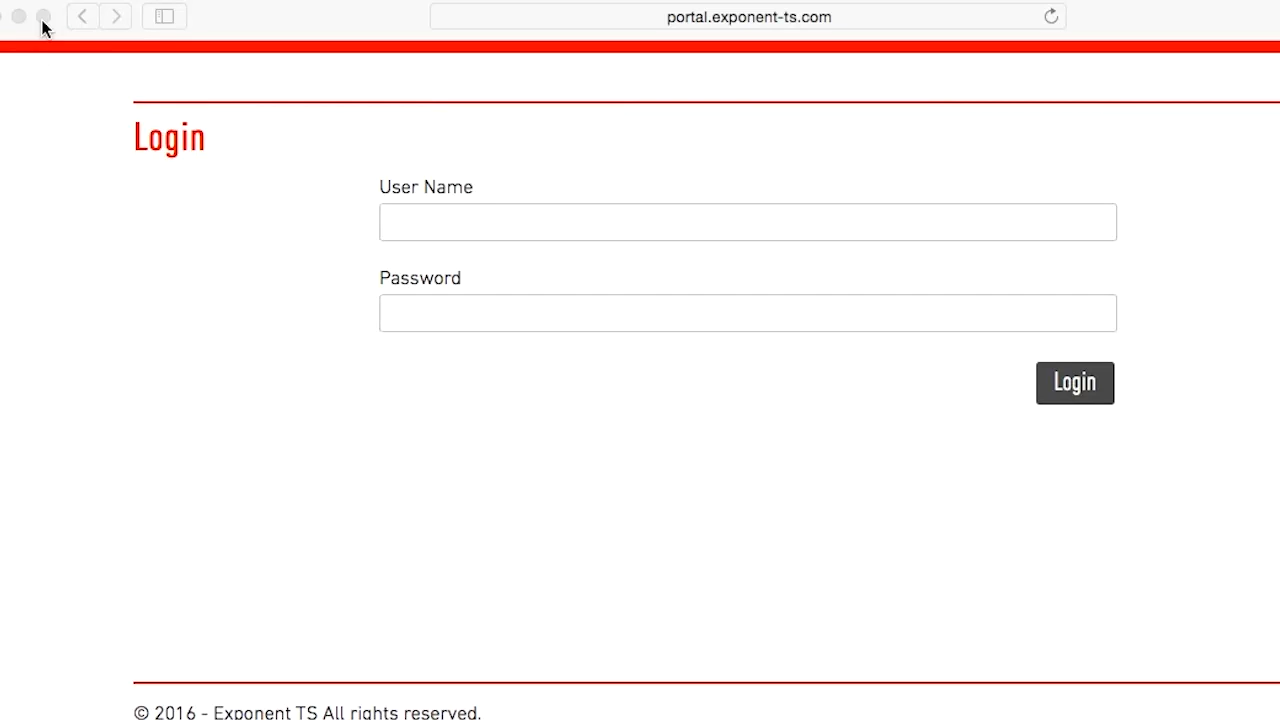 portal.exponent-ts.com
Login
User Name
Password
Login
© 2016 - Exponent TS All rights reserved.